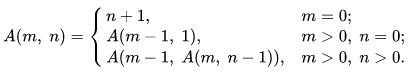 A(m, n) = { n + 1, m = 0;
A(m − 1, 1), m > 0, n = 0;
A(m − 1, A(m, n − 1)), m > 0, n > 0.